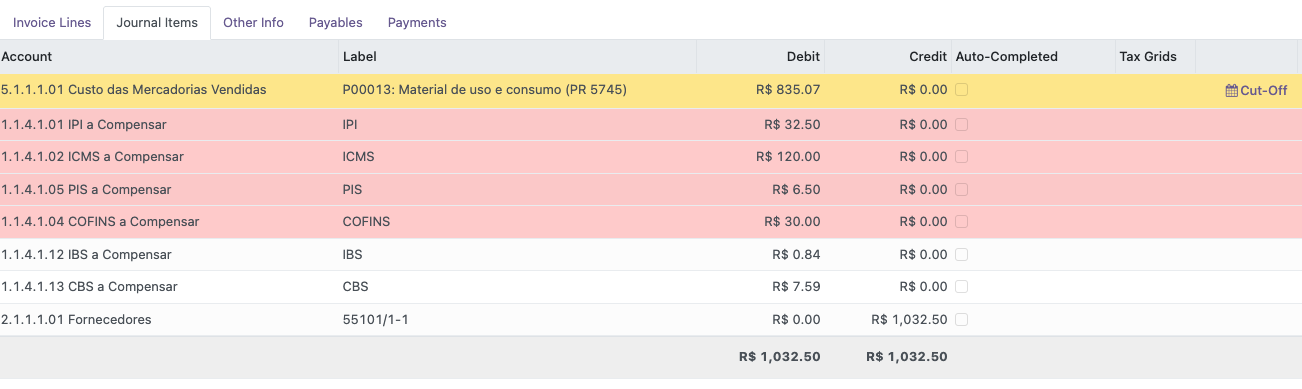 Invoice Lines Journal Items Other Info Payables Payments
Account Label Debit Credit Auto-Completed Tax Grids
5.1.1.1.01 Custo das Mercadorias Vendidas P00013: Material de uso e consumo (PR 5745) R$ 835.07 R$ 0.00 Cut-Off
1.1.4.1.01 IPI a Compensar IPI R$ 32.50 R$ 0.00
1.1.4.1.02 ICMS a Compensar ICMS R$ 120.00 R$ 0.00
1.1.4.1.05 PIS a Compensar PIS R$ 6.50 R$ 0.00
1.1.4.1.04 COFINS a Compensar COFINS R$ 30.00 R$ 0.00
1.1.4.1.12 IBS a Compensar IBS R$ 0.84 R$ 0.00
1.1.4.1.13 CBS a Compensar CBS R$ 7.59 R$ 0.00
2.1.1.1.01 Fornecedores 55101/1-1 R$ 0.00 R$ 1,032.50
R$ 1,032.50 R$ 1,032.50